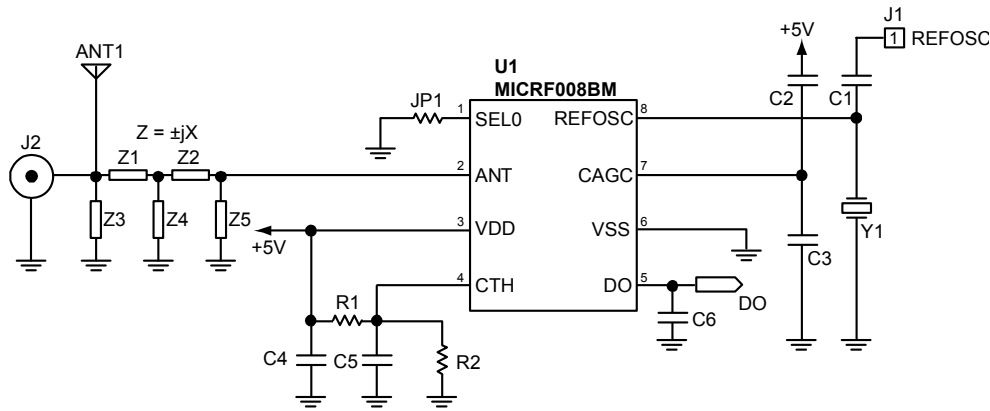 J1
+5V
1 REFOSC
ANT1
U1
MICRF008BM
C2
C1
JP1
1
SEL0
REFOSC
8
J2
Z = ±jX
Z1
Z2
2
ANT
CAGC
7
Z3
Z4
Z5
+5V
3
VDD
VSS
6
Y1
C3
4
CTH
DO
5
DO
R1
C6
C4
C5
R2